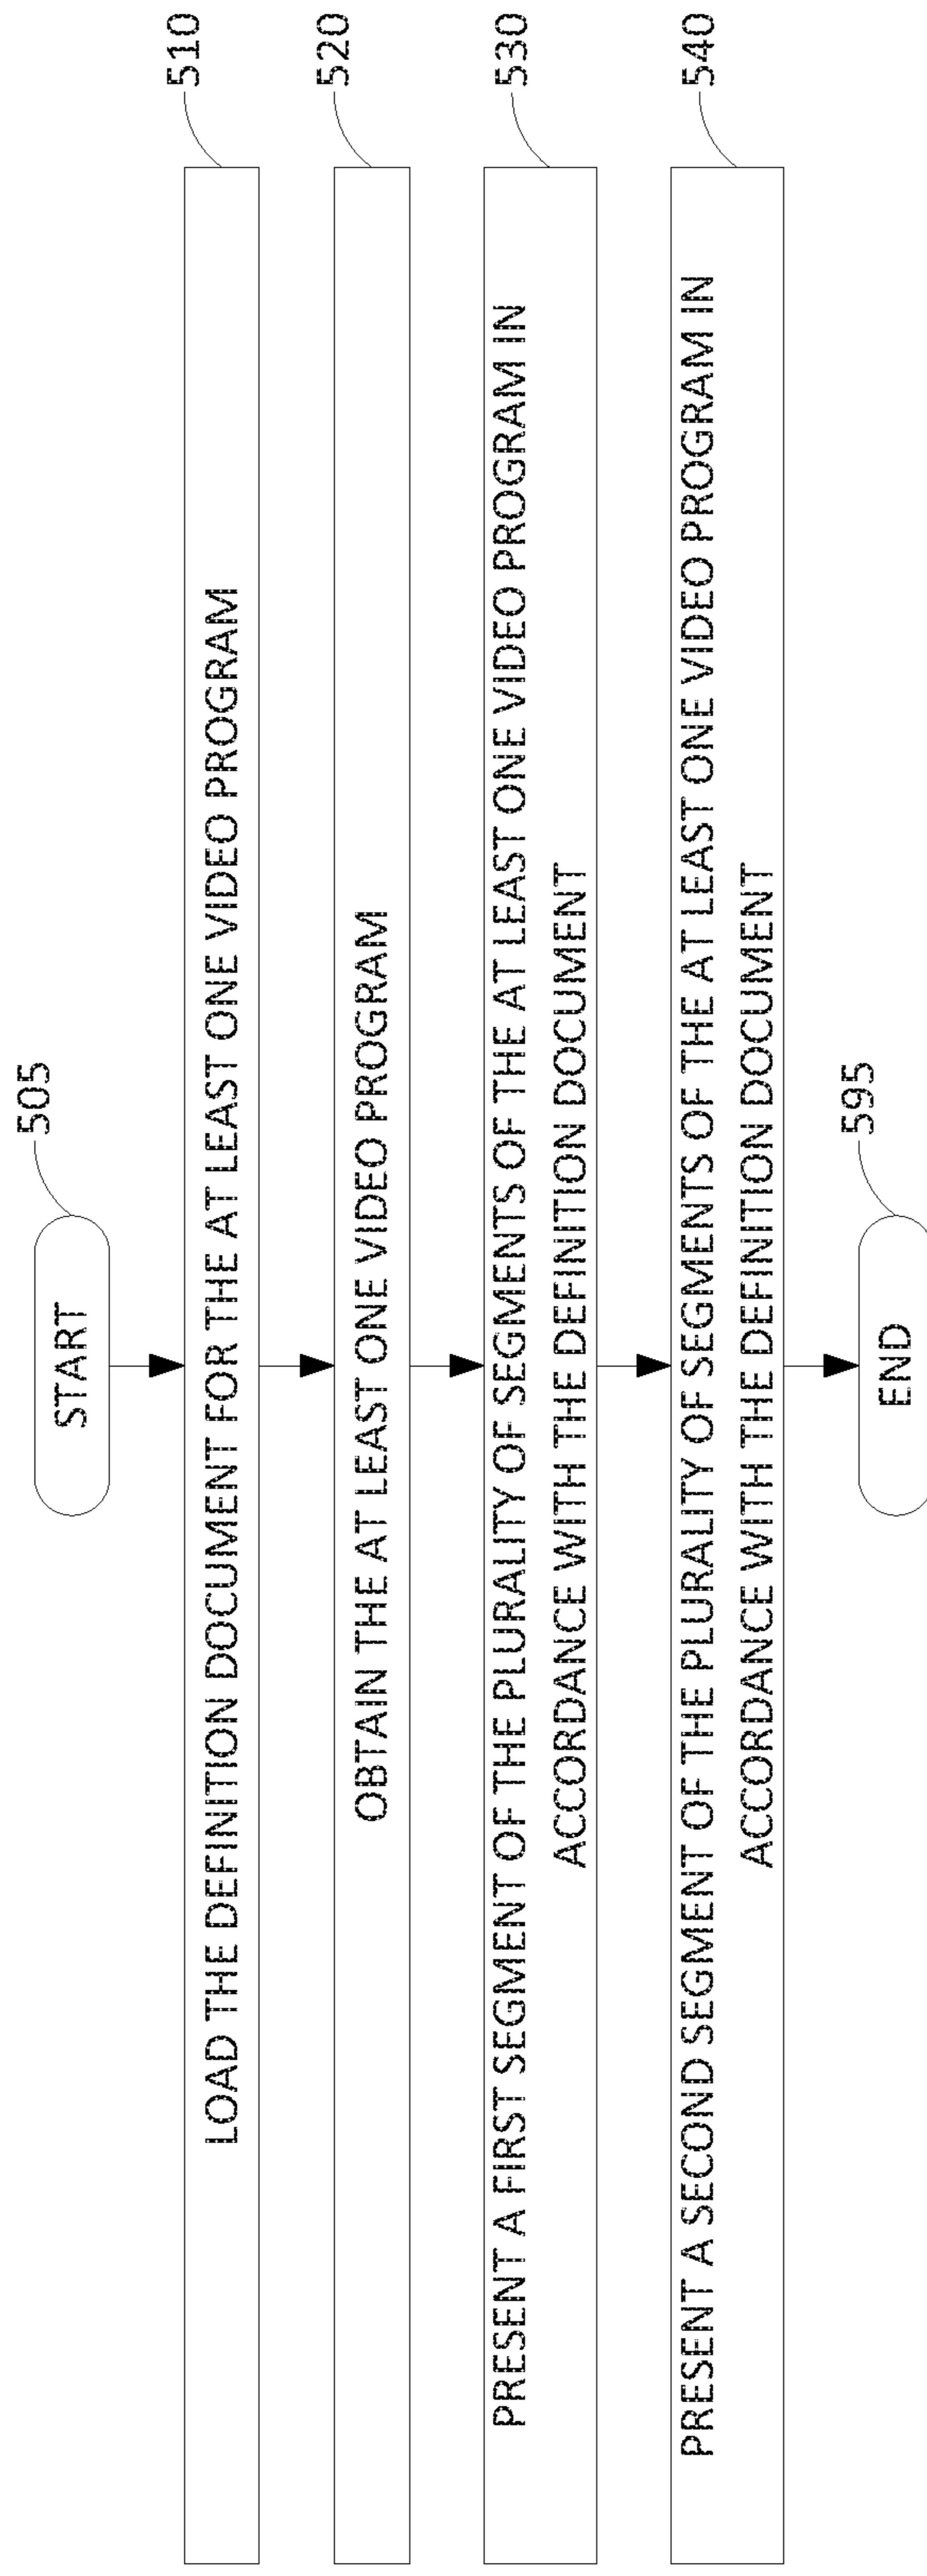 505
START
510
LOAD THE DEFINITION DOCUMENT FOR THE AT LEAST ONE VIDEO PROGRAM
520
OBTAIN THE AT LEAST ONE VIDEO PROGRAM
530
PRESENT A FIRST SEGMENT OF THE PLURALITY OF SEGMENTS OF THE AT LEAST ONE VIDEO PROGRAM IN
ACCORDANCE WITH THE DEFINITION DOCUMENT
540
PRESENT A SECOND SEGMENT OF THE PLURALITY OF SEGMENTS OF THE AT LEAST ONE VIDEO PROGRAM IN
ACCORDANCE WITH THE DEFINITION DOCUMENT
595
END